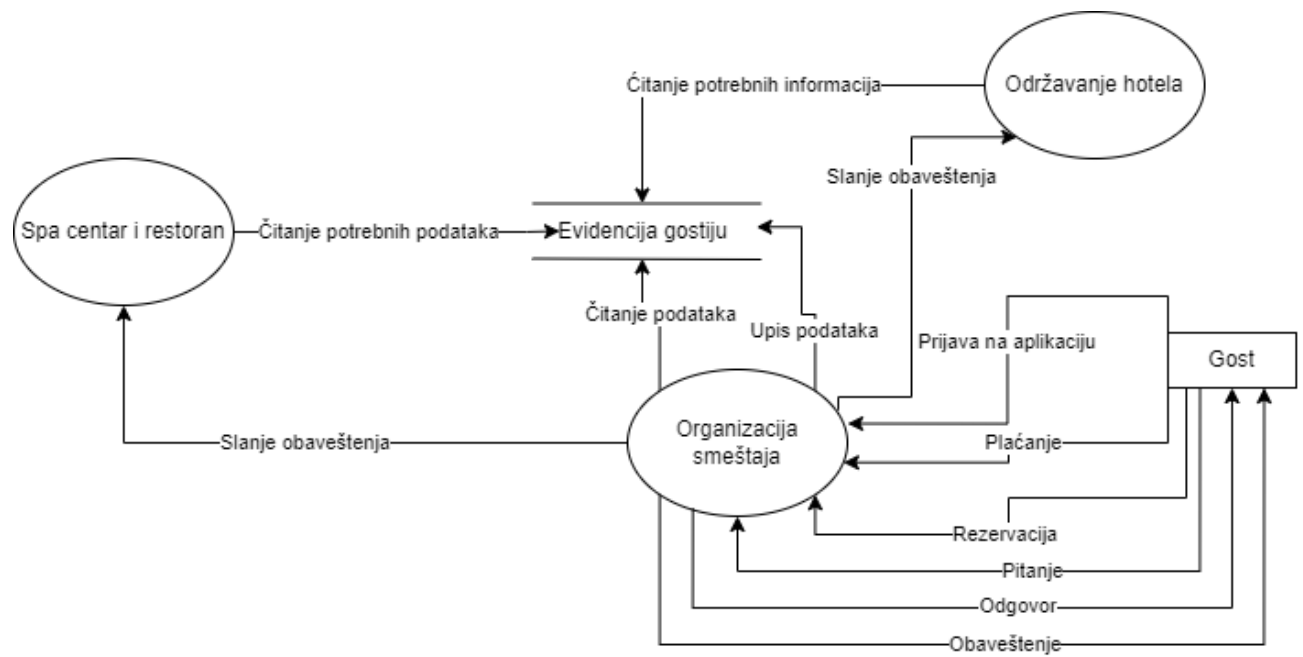 Ćitanje potrebnih informacija
Održavanje hotela
Slanje obaveštenja
Spa centar i restoran
Čitanje potrebnih podataka
Evidencija gostiju
Čitanje podataka
Upis podataka
Prijava na aplikaciju
Gost
Organizacija
smeštaja
Slanje obaveštenja
Plaćanje
Rezervacija
Pitanje
Odgovor
Obaveštenje